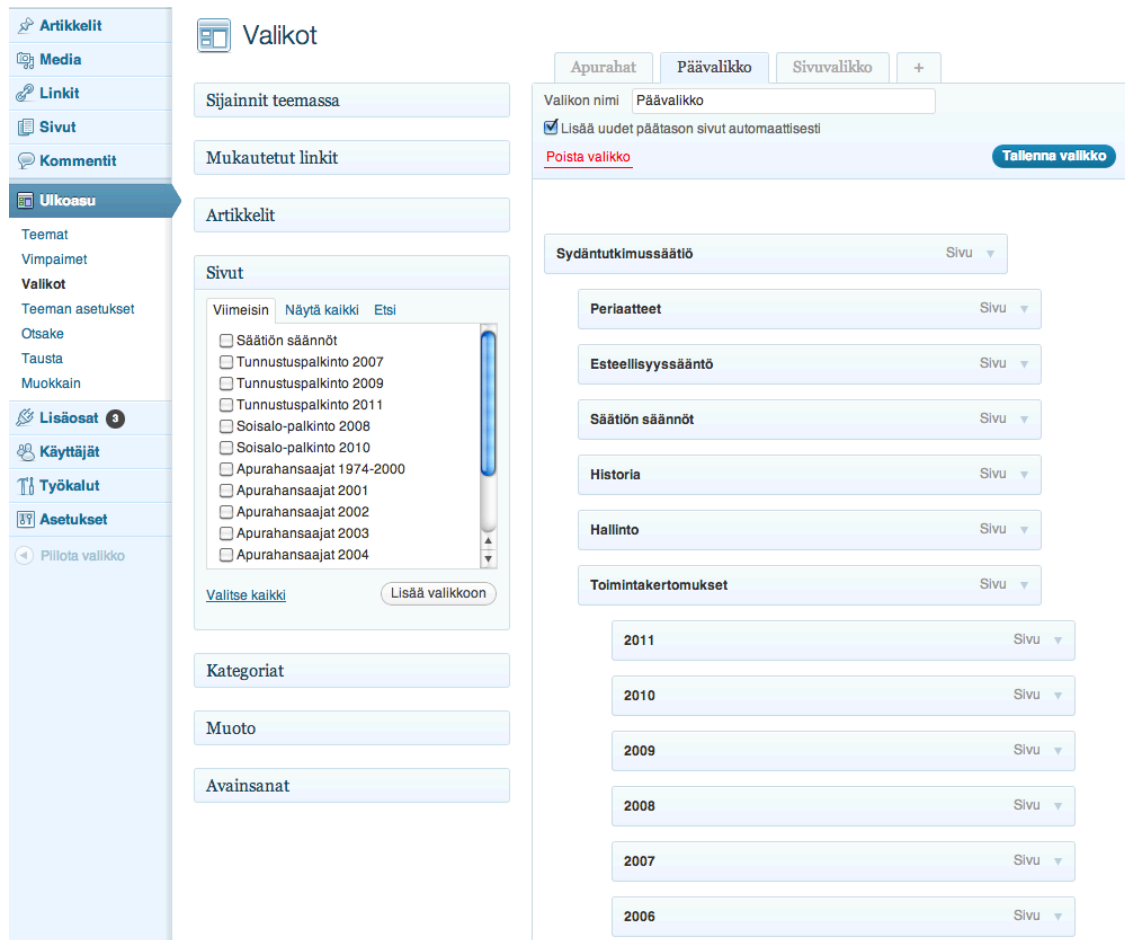 Artikkelit
Media
Linkit
Sivut
Kommentit
Ulkoasu
Teemat
Vimpaimet
Valikot
Teeman asetukset
Otsake
Tausta
Muokkain
Lisäosat 3
Käyttäjät
Työkalut
Asetukset
Piilota valikko
Valikot
Sijainnit teemassa
Mukautetut linkit
Artikkelit
Sivut
Viimeisin Näytä kaikki Etsi
Säätiön säännöt
Tunnustuspalkinto 2007
Tunnustuspalkinto 2009
Tunnustuspalkinto 2011
Soisalo-palkinto 2008
Soisalo-palkinto 2010
Apurahansaajat 1974-2000
Apurahansaajat 2001
Apurahansaajat 2002
Apurahansaajat 2003
Apurahansaajat 2004
Valitse kaikki Lisää valikkoon
Kategoriat
Muoto
Avainsanat
Apurahat Päävalikko Sivuvalikko +
Valikon nimi Päävalikko
Lisää uudet päätason sivut automaattisesti
Poista valikko Tallenna valikko
Sydäntutkimussäätiö Sivu
Periaatteet Sivu
Esteellisyyssääntö Sivu
Säätiön säännöt Sivu
Historia Sivu
Hallinto Sivu
Toimintakertomukset Sivu
2011 Sivu
2010 Sivu
2009 Sivu
2008 Sivu
2007 Sivu
2006 Sivu